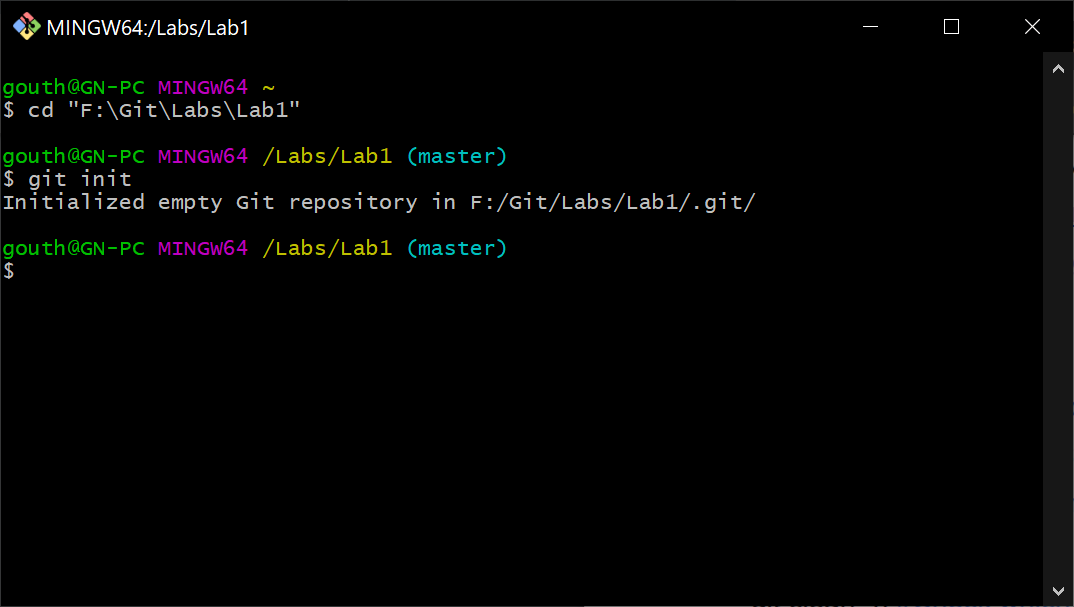 MINGW64:/Labs/Lab1
gouth@GN-PC MINGW64 ~
$ cd "F:\Git\Labs\Lab1"
gouth@GN-PC MINGW64 /Labs/Lab1 (master)
$ git init
Initialized empty Git repository in F:/Git/Labs/Lab1/.git/
gouth@GN-PC MINGW64 /Labs/Lab1 (master)
$